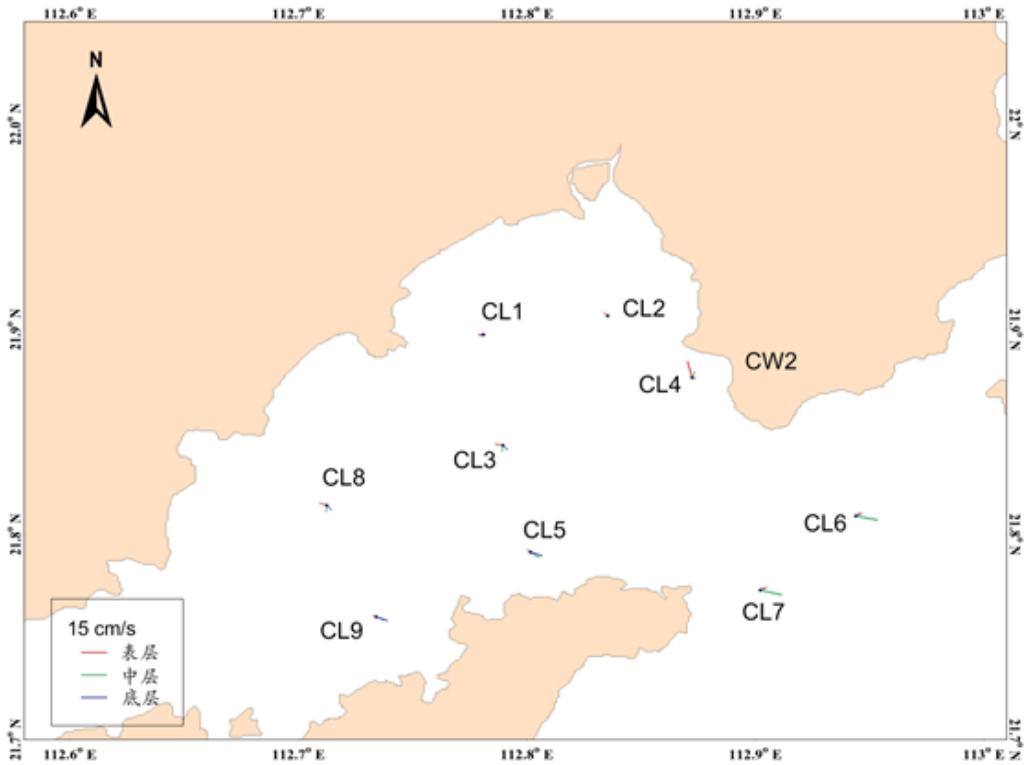 112.6° E 112.7° E 112.8° E 112.9° E 113° E
N
22.0° N 22° N
CL1 CL2
21.9° N 21.9° N
CW2
CL4
CL3
CL8
CL6
CL5
21.8° N 21.8° N
CL7
CL9
15 cm/s
表层
中层
底层
21.7° N 21.7° N
112.6° E 112.7° E 112.8° E 112.9° E 113° E